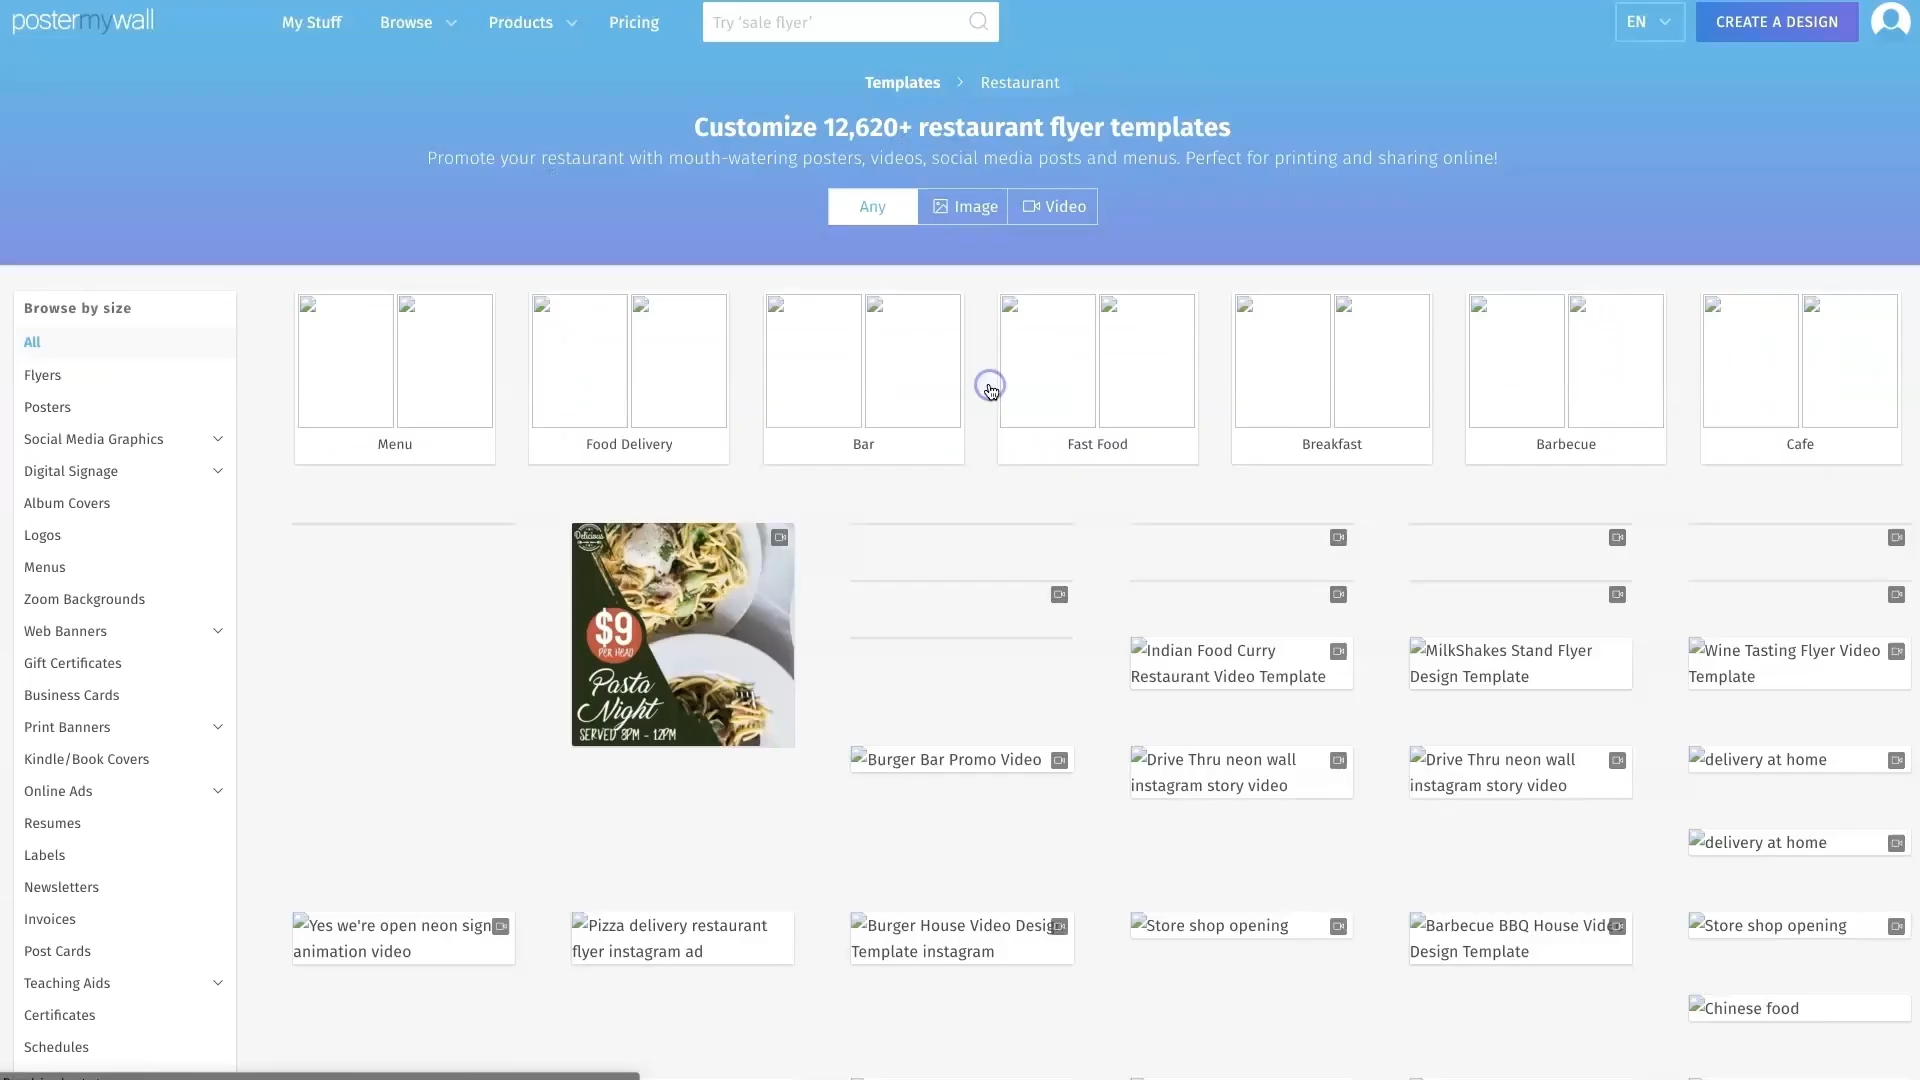 postermywall
My Stuff
Browse
Products
Pricing
Try ‘sale flyer’
EN
CREATE A DESIGN
Templates
Restaurant
Customize 12,620+ restaurant flyer templates
Promote your restaurant with mouth-watering posters, videos, social media posts and menus. Perfect for printing and sharing online!
Any
Image
Video
Browse by size
All
Flyers
Posters
Social Media Graphics
Digital Signage
Album Covers
Logos
Menus
Zoom Backgrounds
Web Banners
Gift Certificates
Business Cards
Print Banners
Kindle/Book Covers
Online Ads
Resumes
Labels
Newsletters
Invoices
Post Cards
Teaching Aids
Certificates
Schedules
Menu
Food Delivery
Bar
Fast Food
Breakfast
Barbecue
Cafe
Delicious
$9
PER HEAD
Pasta
Night
SERVED 8PM - 12PM
Indian Food Curry
Restaurant Video Template
MilkShakes Stand Flyer
Design Template
Wine Tasting Flyer Video
Template
Burger Bar Promo Video
Drive Thru neon wall
instagram story video
Drive Thru neon wall
instagram story video
delivery at home
delivery at home
Yes we're open neon sign
animation video
Pizza delivery restaurant
flyer instagram ad
Burger House Video Desig
Template instagram
Store shop opening
Barbecue BBQ House Vid
Design Template
Store shop opening
Chinese food